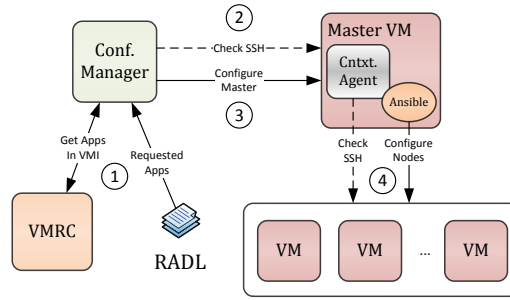 2
Check SSH
Conf.
Manager
Configure
Master
3
Master VM
Cntxt.
Agent
Ansible
Get Apps
In VMI
1
Requested
Apps
Check
SSH
Configure
Nodes
4
VMRC
RADL
VM
VM
...
VM